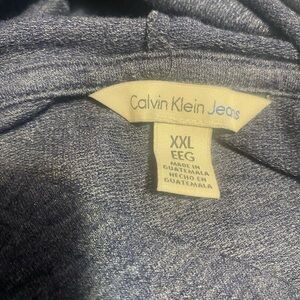 Calvin Klein Jeans
XXL
EEG
MADE IN
GUATEMALA
HECHO EN
GUATEMALA